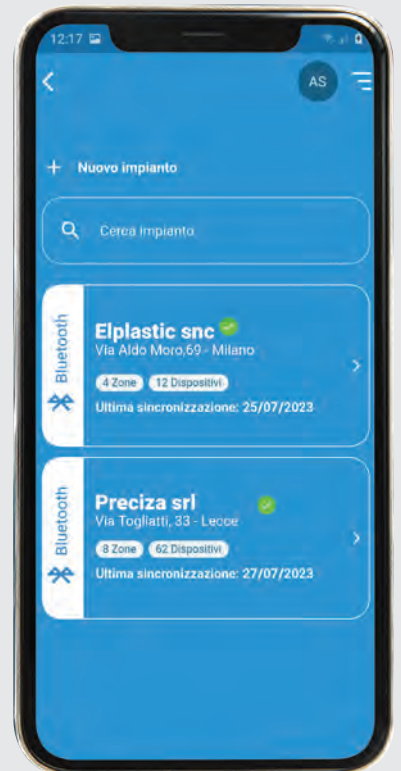 12:17
AS
+ Nuovo impianto
Cerca impianto
Bluetooth
Elplastic snc
Via Aldo Moro,69 - Milano
4 Zone
12 Dispositivi
Ultima sincronizzazione: 25/07/2023
Bluetooth
Preciza srl
Via Togliatti, 33 - Lecce
8 Zone
62 Dispositivi
Ultima sincronizzazione: 27/07/2023